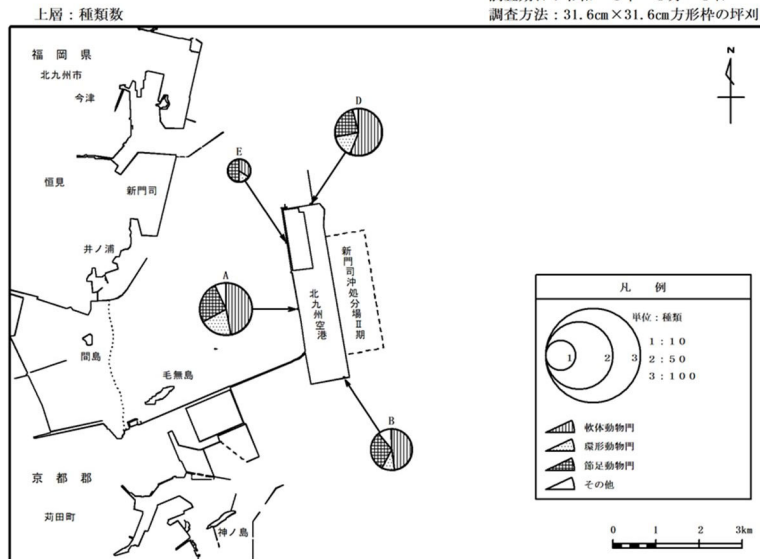 上層：種類数
調査方法：31.6cm×31.6cm方形枠の坪刈
福岡県
北九州市
今津
恒見
新門司
井ノ浦
間島
毛無島
京都郡
苅田町
神ノ島
D
E
A
B
北九州空港
新門司沖処分場Ⅱ期
N
凡　例
単位：種類
1 2 3
1：10
2：50
3：100
軟体動物門
環形動物門
節足動物門
その他
0 1 2 3km